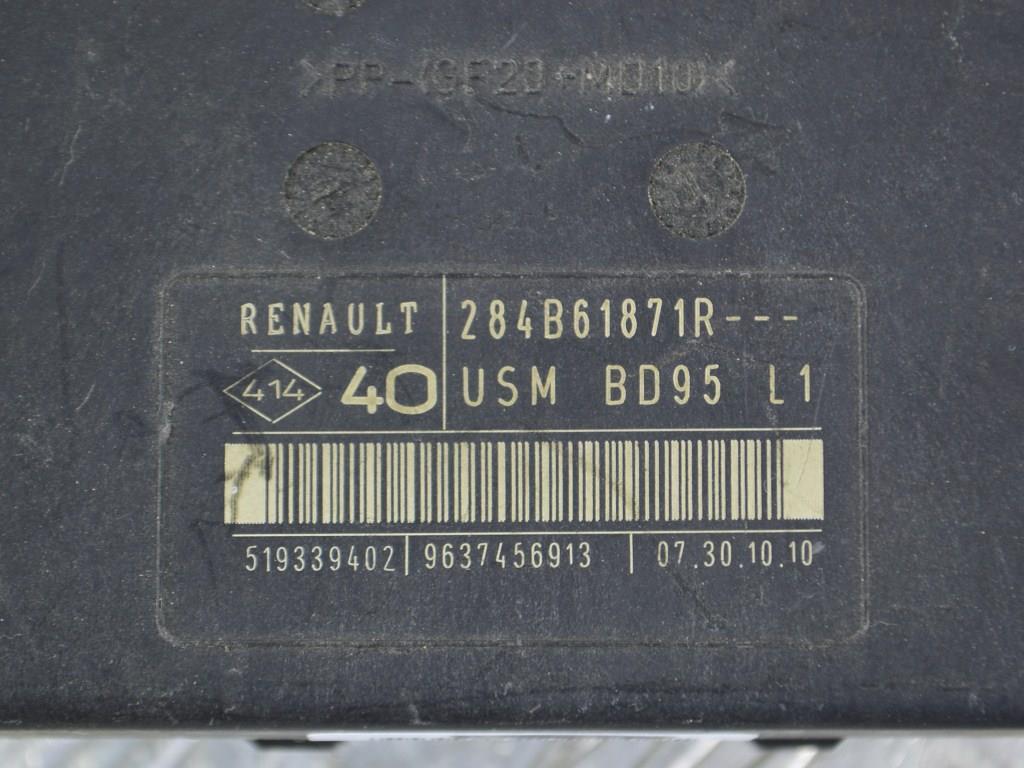 >PP-(GF20+MD10)<
RENAULT 284B61871R---
414 40 USM BD95 L1
519339402 9637456913 07.30.10.10